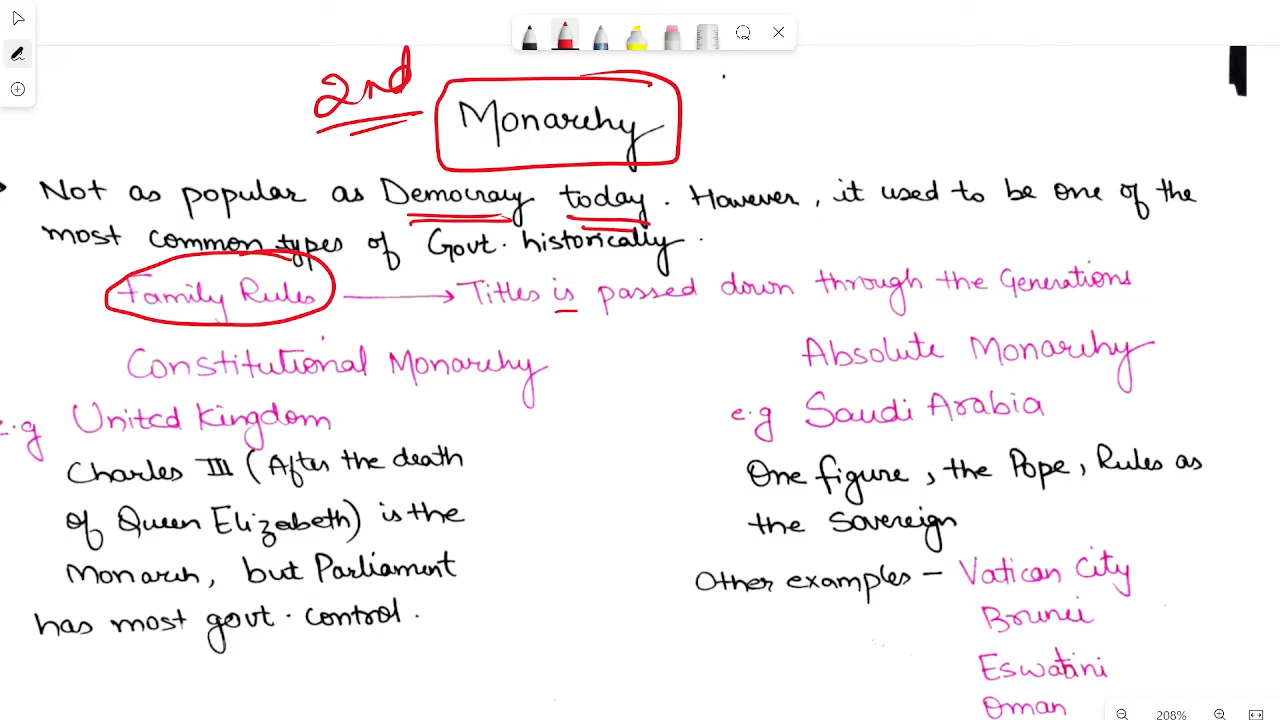 2nd
Monarchy
Not as popular as Democracy today. However, it used to be one of the
most common types of Govt. historically.
Family Rules → Titles is passed down through the Generations
Constitutional Monarchy
Absolute Monarchy
e.g United Kingdom
e.g Saudi Arabia
Charles III (After the death
of Queen Elizabeth) is the
Monarch, but Parliament
has most govt. control.
One figure, the Pope, Rules as
the Sovereign
Other examples - Vatican City
Brunei
Eswatini
Oman
208%